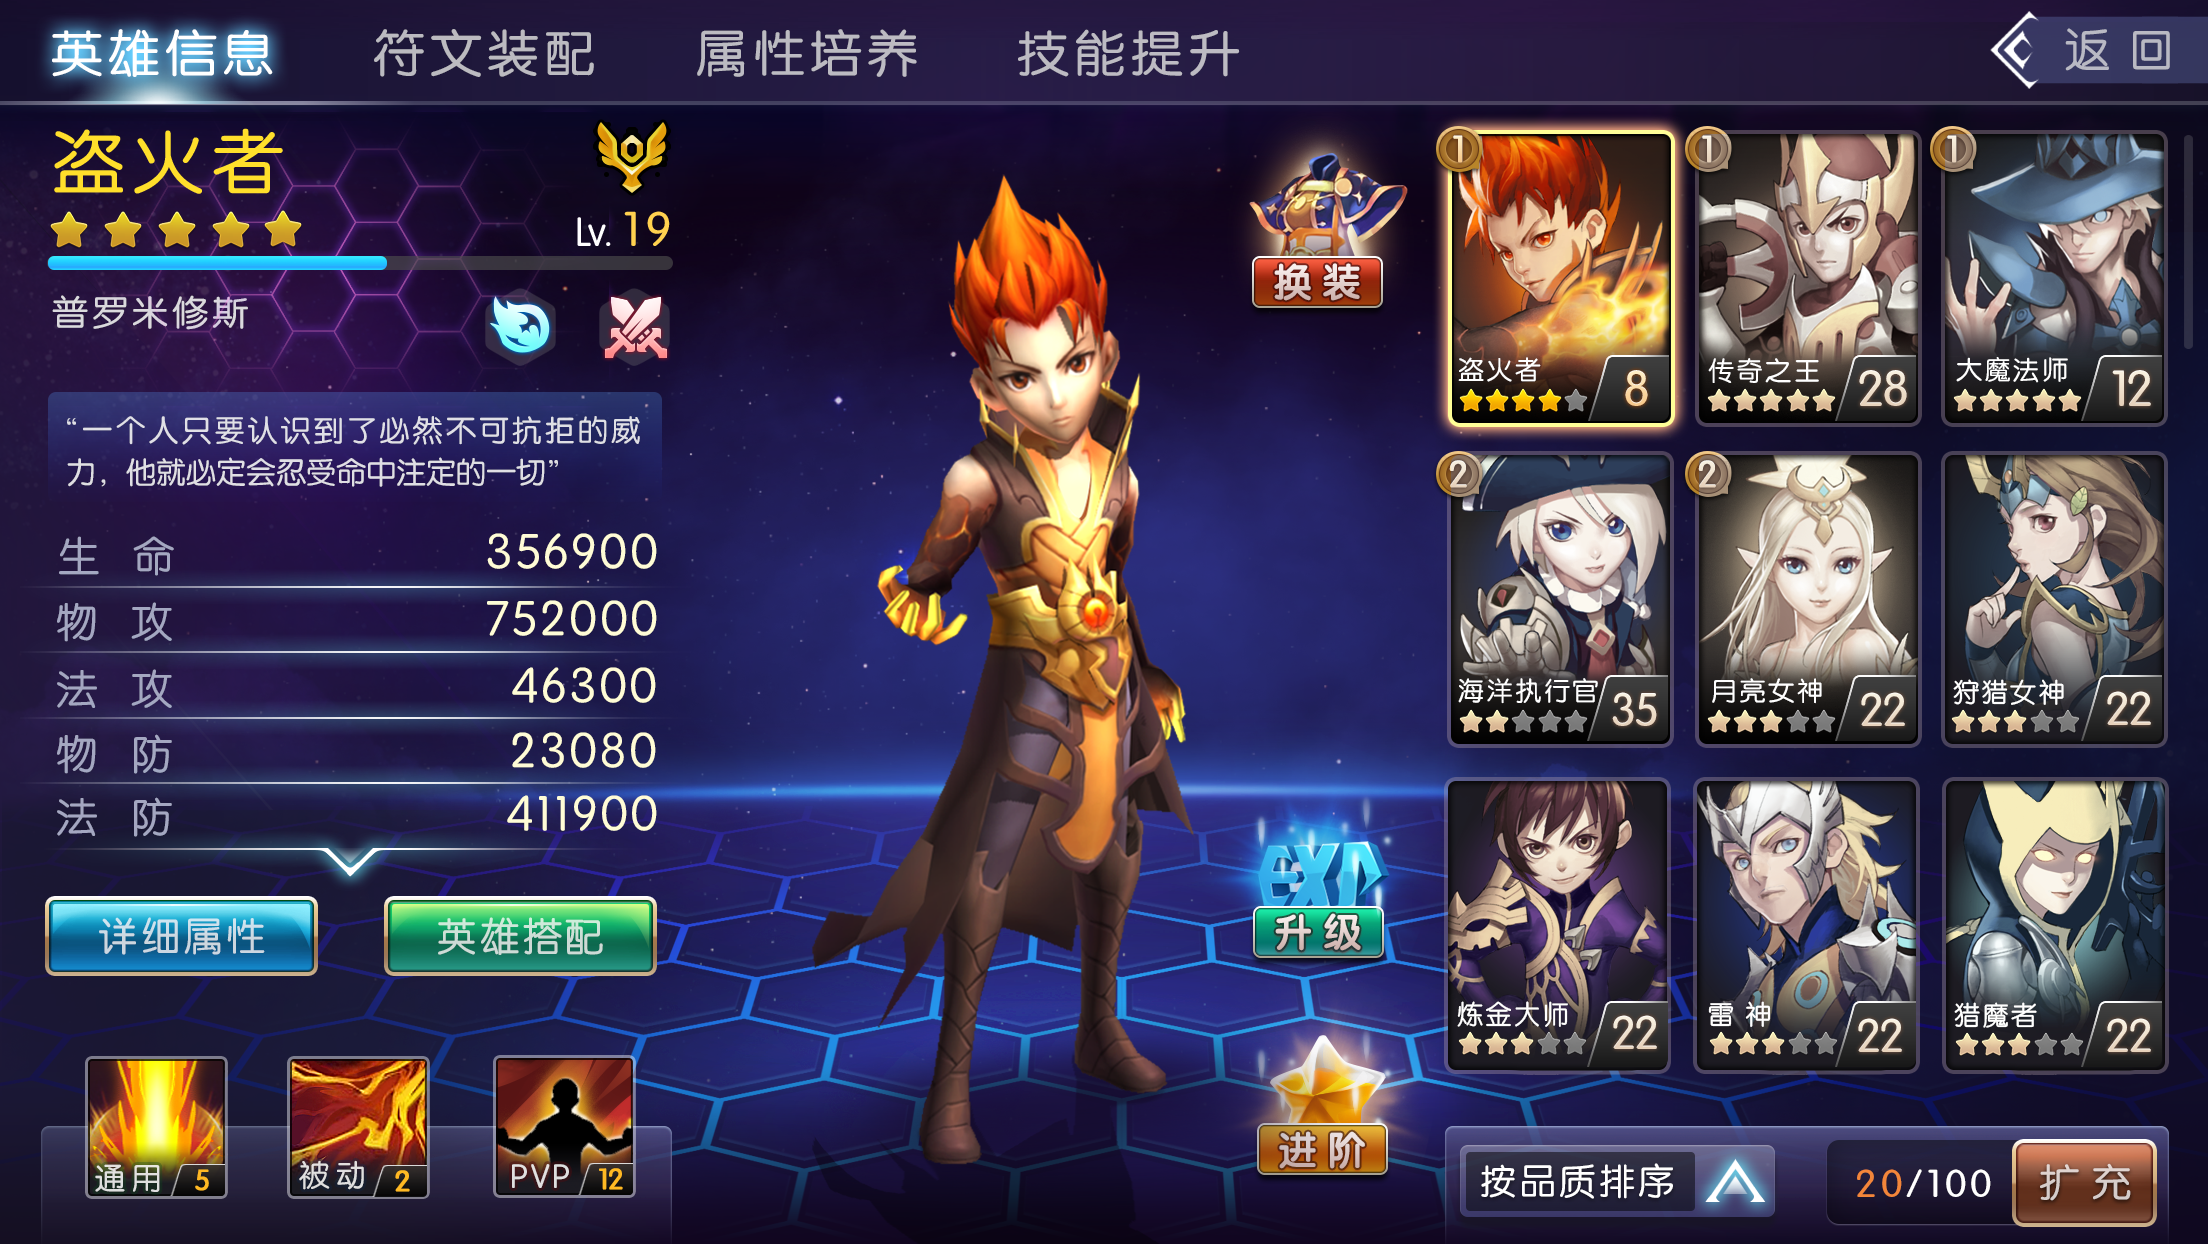 英雄信息 符文装配 属性培养 技能提升 返回
盗火者
Lv. 19
普罗米修斯
“一个人只要认识到了必然不可抗拒的威
力，他就必定会忍受命中注定的一切”
生命 356900
物攻 752000
法攻 46300
物防 23080
法防 411900
详细属性 英雄搭配
通用 5
被动 2
PVP 12
换装
EXP
升级
进阶
1
盗火者 8
1
传奇之王 28
1
大魔法师 12
2
海洋执行官 35
2
月亮女神 22
狩猎女神 22
炼金大师 22
雷神 22
猎魔者 22
按品质排序
20/100 扩充